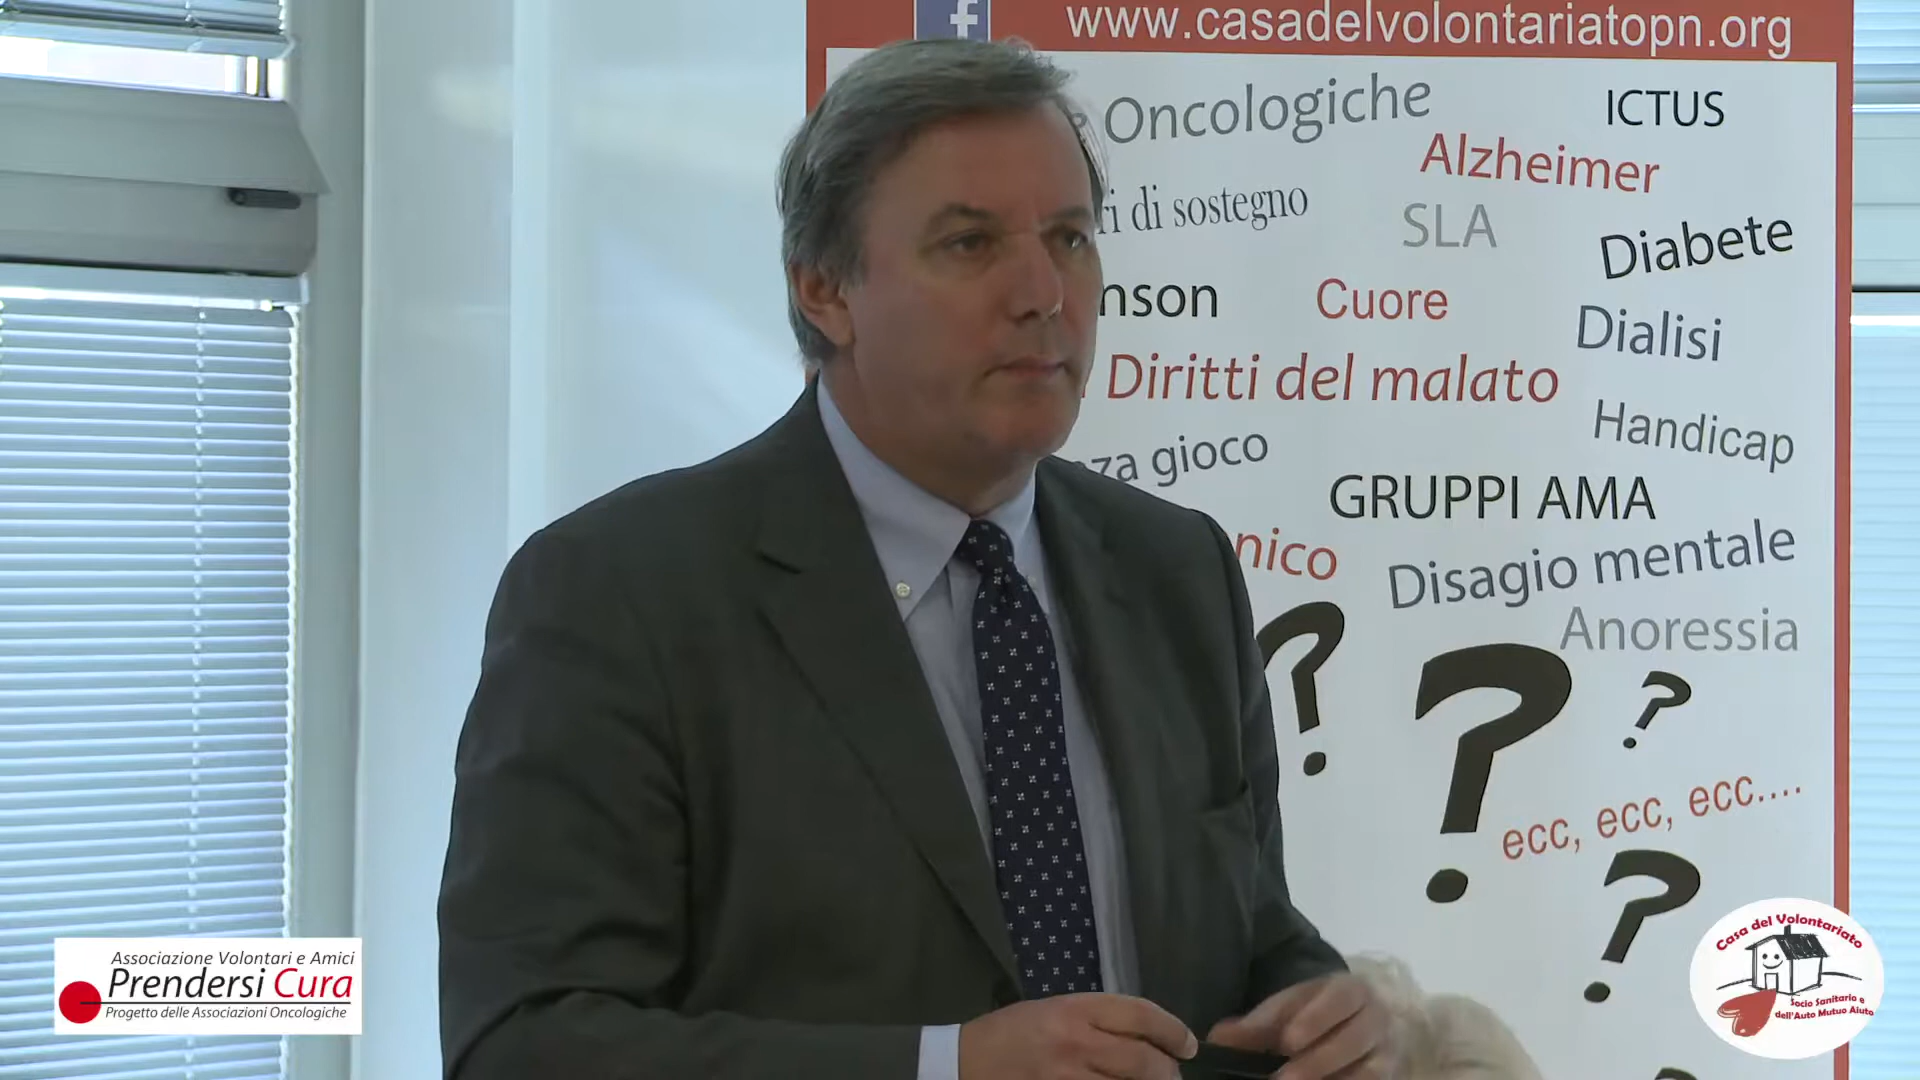 f www.casadelvolontariatopn.org
Oncologiche
ICTUS
Alzheimer
ri di sostegno
SLA
Diabete
nson
Cuore
Dialisi
Diritti del malato
Handicap
za gioco
GRUPPI AMA
nico
Disagio mentale
Anoressia
? ? ?
ecc, ecc, ecc....
?
Associazione Volontari e Amici
Prendersi Cura
Progetto delle Associazioni Oncologiche
Casa del Volontariato
Socio Sanitario e
dell'Auto Mutuo Aiuto